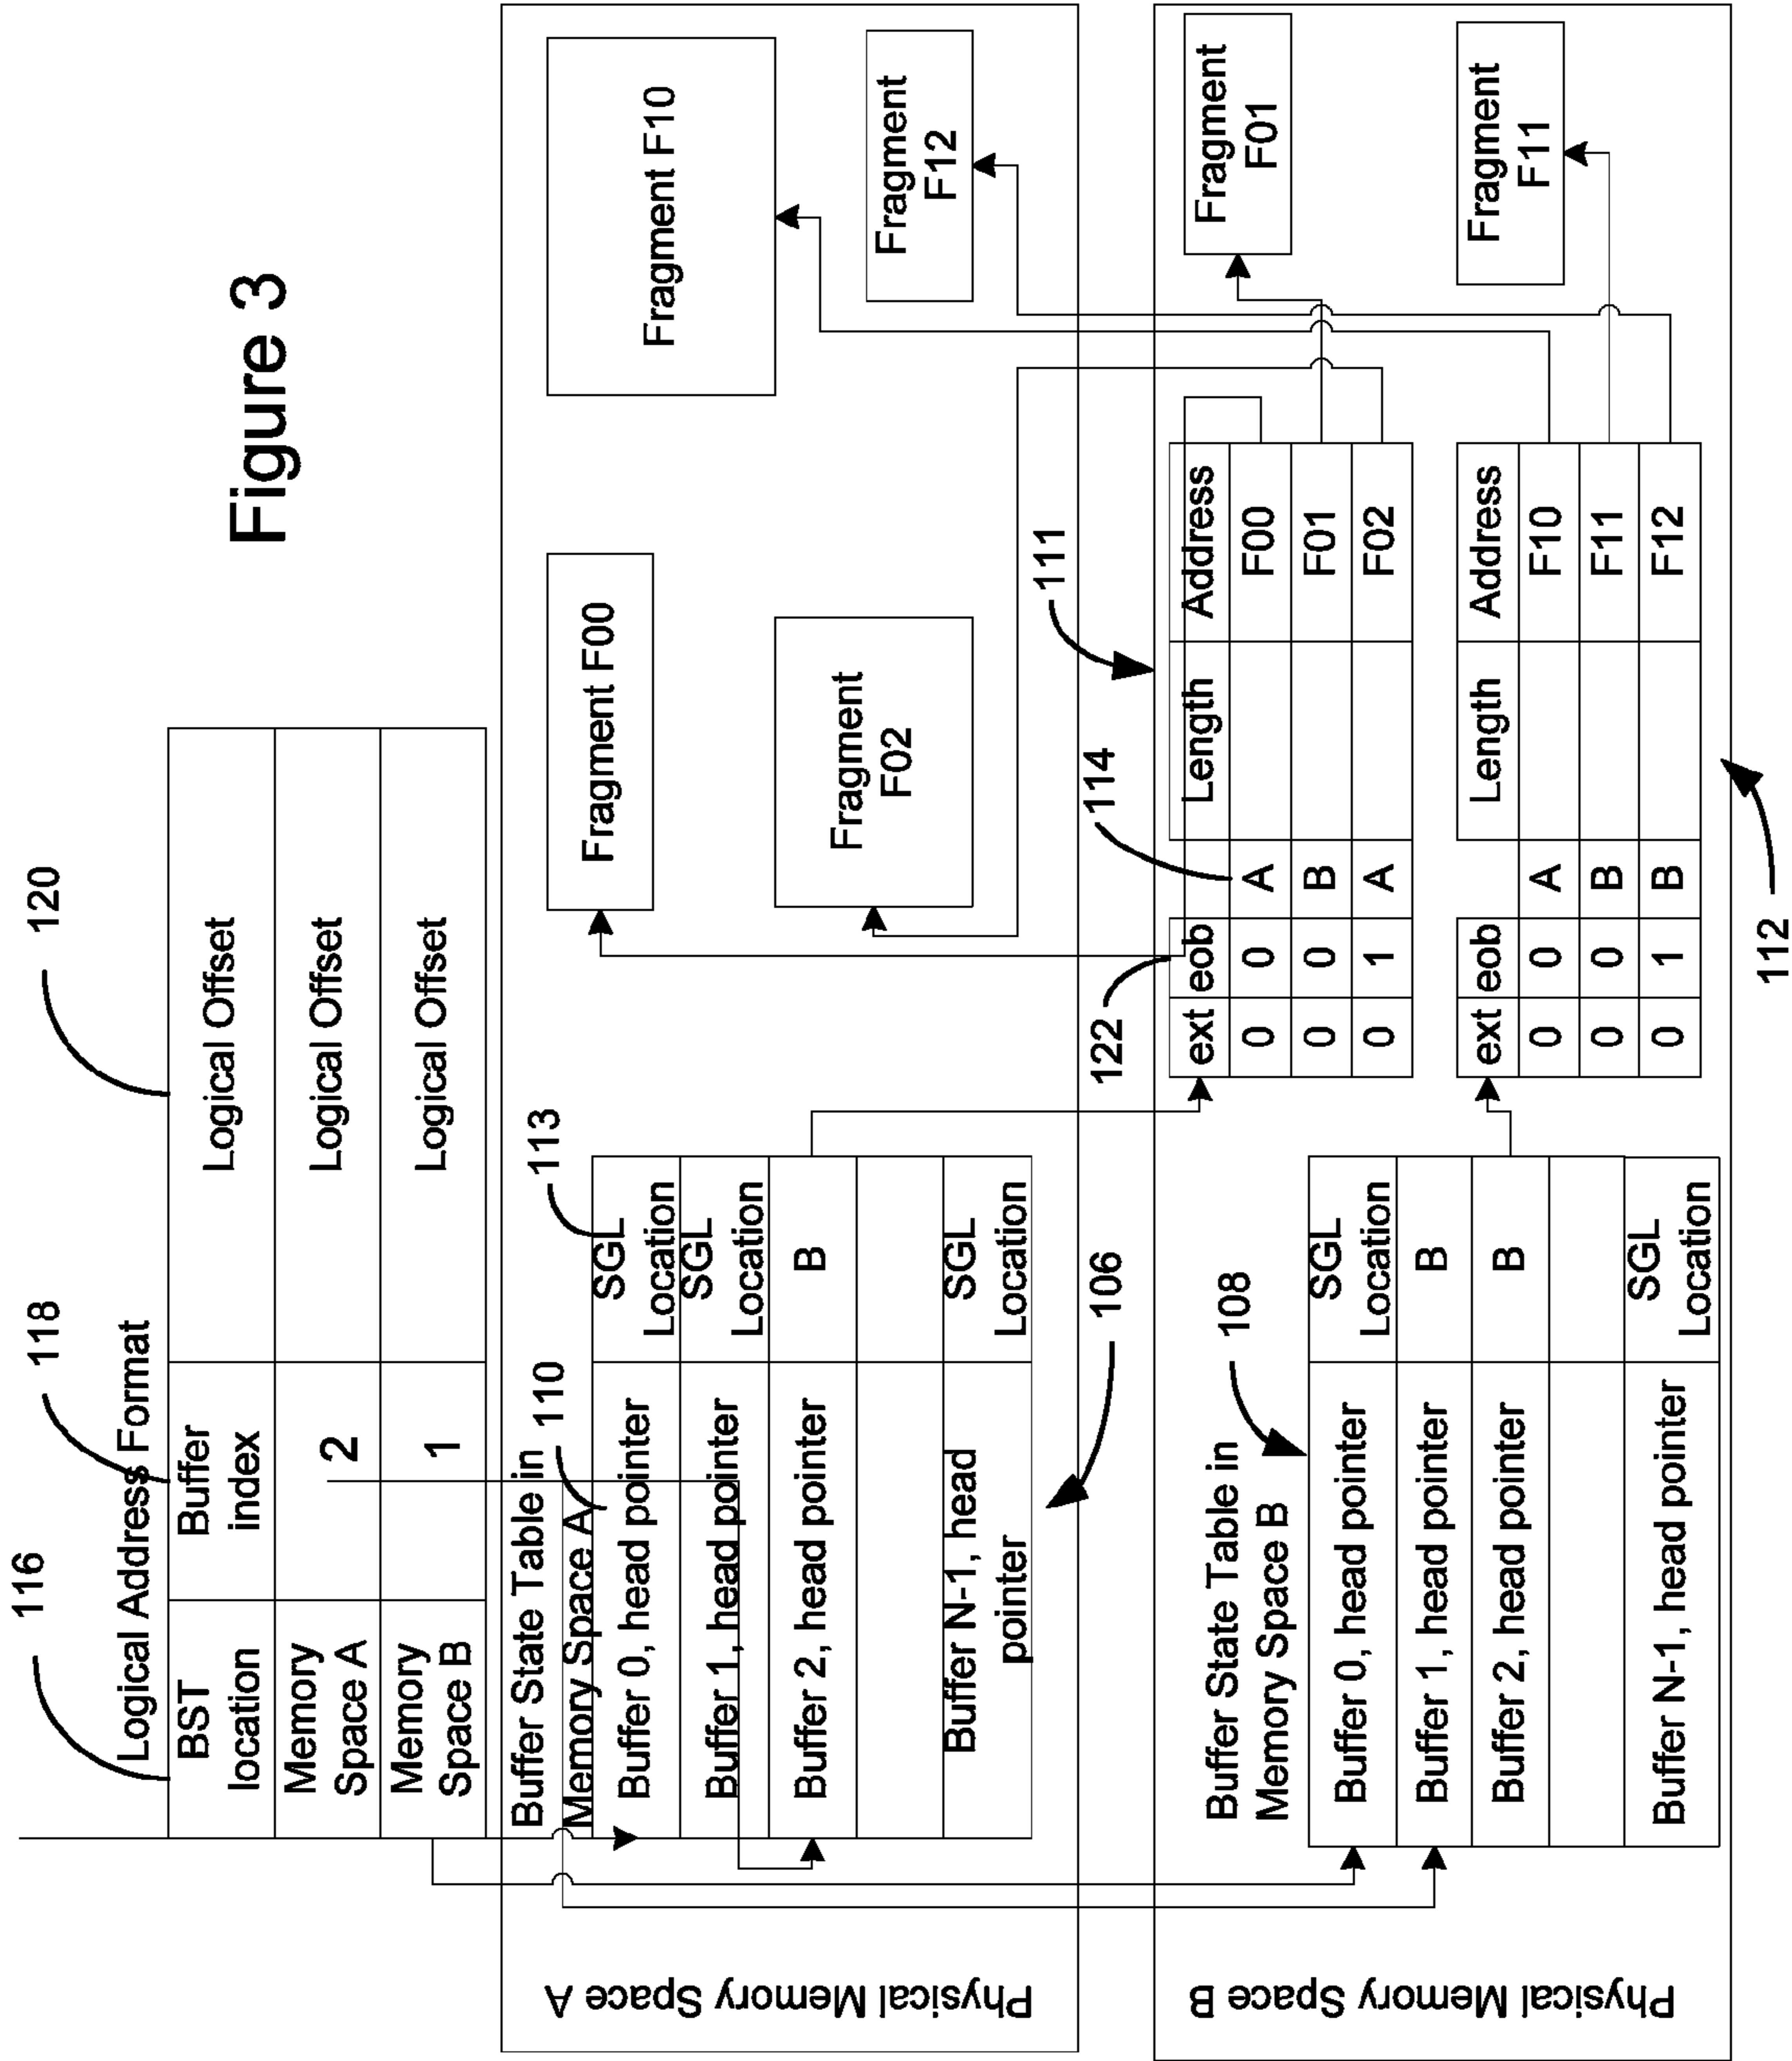 Figure 3
116
118
120
Logical Address Format
BST location
Buffer index
Logical Offset
Memory Space A
2
Logical Offset
Memory Space B
1
Logical Offset
Physical Memory Space A
Buffer State Table in
Memory Space A
110
113
Buffer 0, head pointer
SGL Location
Buffer 1, head pointer
SGL Location
Buffer 2, head pointer
B
Buffer N-1, head pointer
SGL Location
106
Fragment F00
Fragment F02
Fragment F10
Fragment F12
Physical Memory Space B
Buffer State Table in
Memory Space B
108
Buffer 0, head pointer
SGL Location
Buffer 1, head pointer
B
Buffer 2, head pointer
B
Buffer N-1, head pointer
SGL Location
122
114
111
ext eob Length Address
0 0 A F00
0 0 B F01
0 1 A F02
ext eob Length Address
0 0 A F10
0 0 B F11
0 1 B F12
112
Fragment F01
Fragment F11